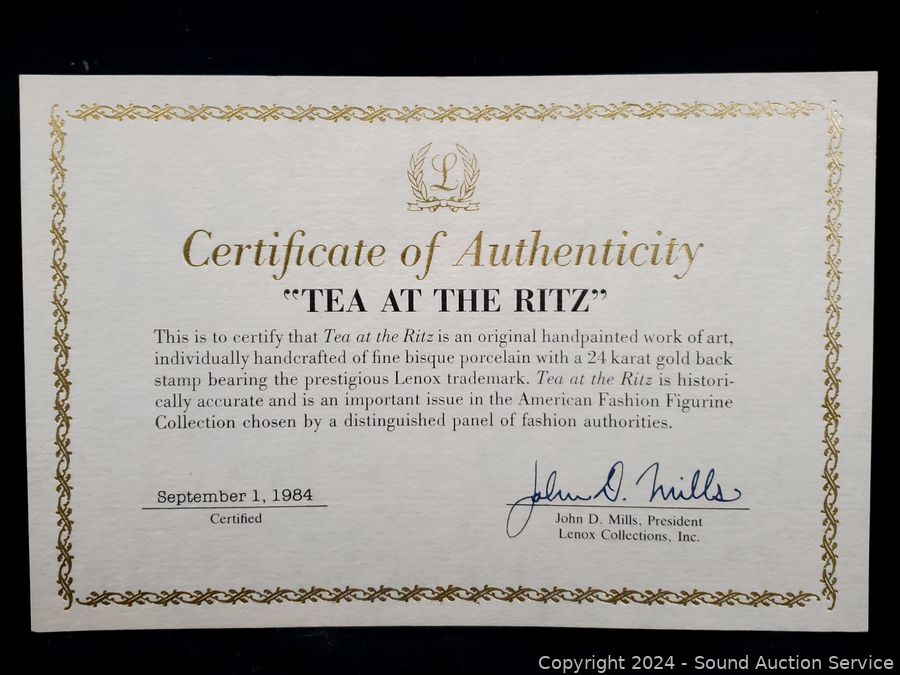 L
Certificate of Authenticity
“TEA AT THE RITZ”
This is to certify that Tea at the Ritz is an original handpainted work of art,
individually handcrafted of fine bisque porcelain with a 24 karat gold back
stamp bearing the prestigious Lenox trademark. Tea at the Ritz is histori-
cally accurate and is an important issue in the American Fashion Figurine
Collection chosen by a distinguished panel of fashion authorities.
September 1, 1984
Certified
John D. Mills
John D. Mills, President
Lenox Collections, Inc.
Copyright 2024 - Sound Auction Service